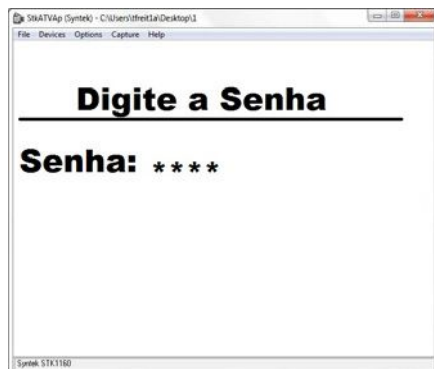 StkATVAp (Syntek) - C:\Users\tfreit1a\Desktop\1
File Devices Options Capture Help
Digite a Senha
Senha: ****
Syntek STK1160